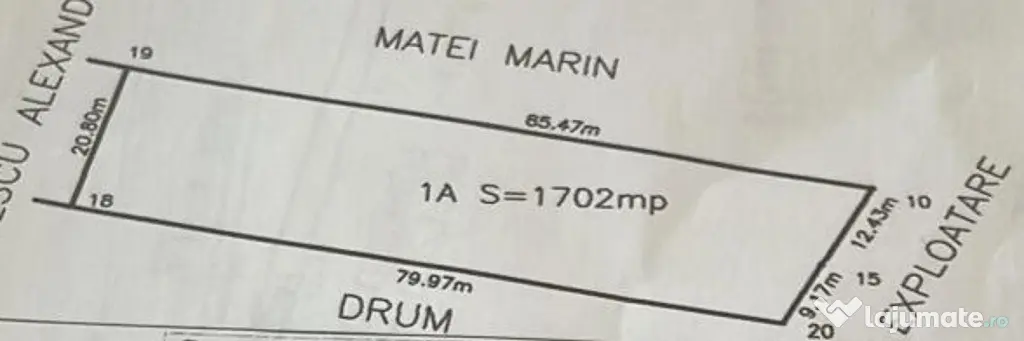 MATEI MARIN
ESCU ALEXAND
19
20.80m
85.47m
1A S=1702mp
18
10
12.43m
EXPLOATARE
79.97m
15
9.17m
DRUM
20
lajumate.ro